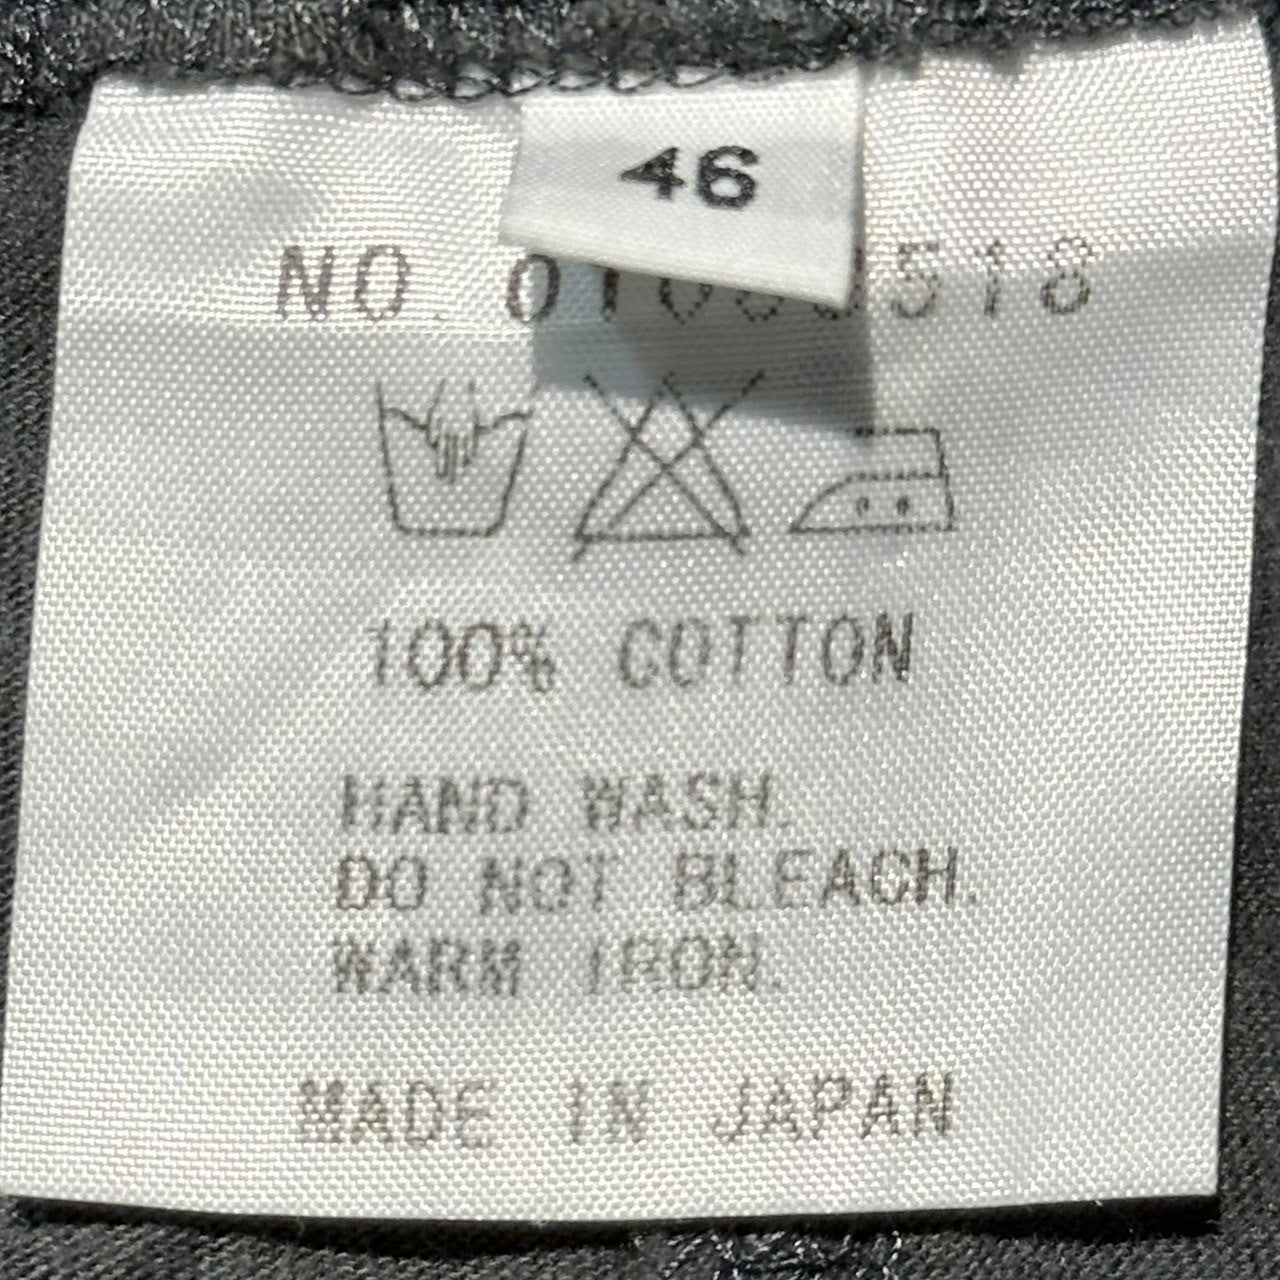 46
NO.
100% COTTON
HAND WASH.
DO NOT BLEACH.
WARM IRON.
MADE IN JAPAN